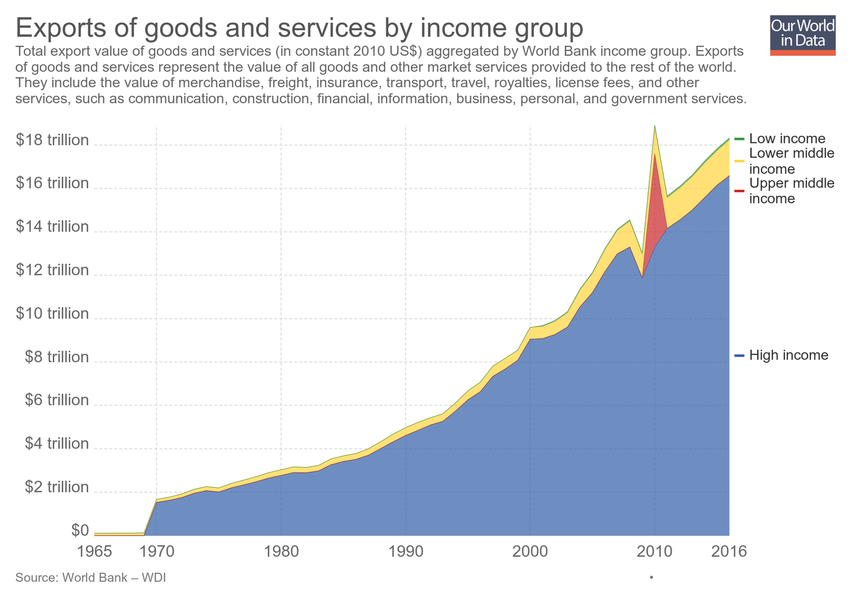 Exports of goods and services by income group
Our World
in Data
Total export value of goods and services (in constant 2010 US$) aggregated by World Bank income group. Exports
of goods and services represent the value of all goods and other market services provided to the rest of the world.
They include the value of merchandise, freight, insurance, transport, travel, royalties, license fees, and other
services, such as communication, construction, financial, information, business, personal, and government services.
$18 trillion
$16 trillion
$14 trillion
$12 trillion
$10 trillion
$8 trillion
$6 trillion
$4 trillion
$2 trillion
$0
Low income
Lower middle
income
Upper middle
income
High income
1965
1970
1980
1990
2000
2010
2016
Source: World Bank – WDI